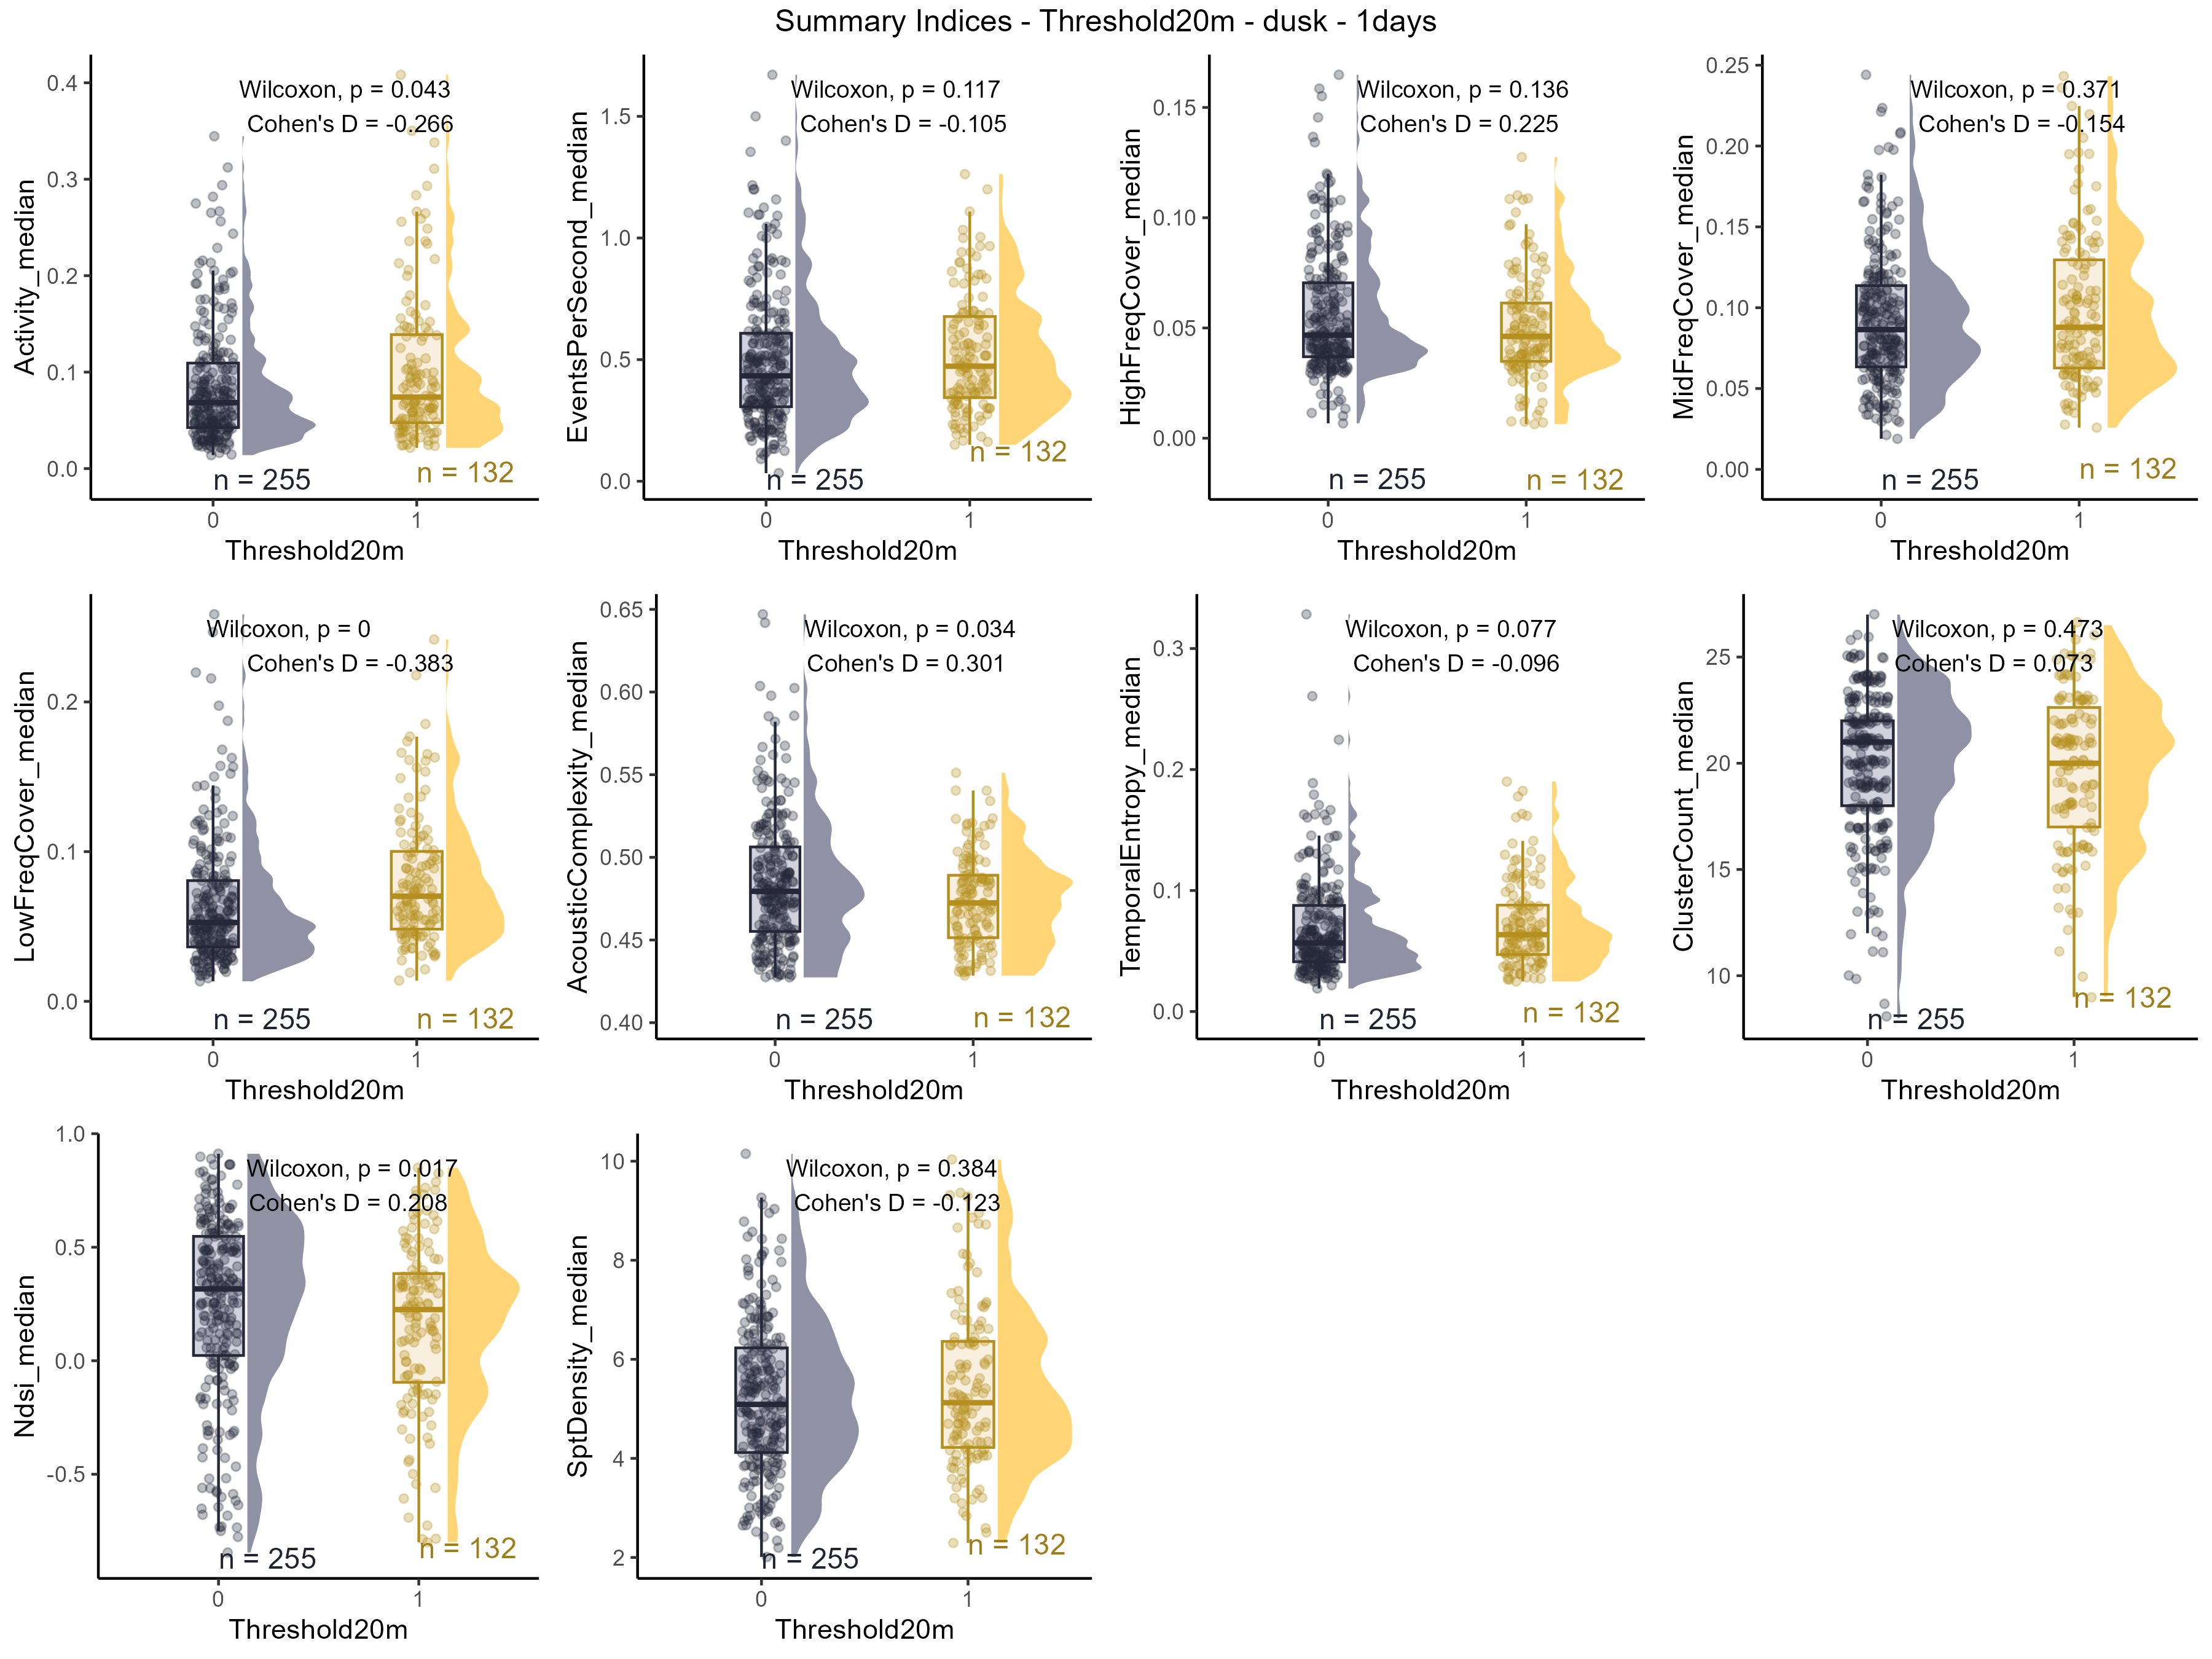 Summary Indices - Threshold20m - dusk - 1days
Activity_median
0.4
0.3
0.2
0.1
0.0
Wilcoxon, p = 0.043
Cohen's D = -0.266
n = 255
n = 132
0
1
Threshold20m
EventsPerSecond_median
1.5
1.0
0.5
0.0
Wilcoxon, p = 0.117
Cohen's D = -0.105
n = 255
n = 132
0
1
Threshold20m
HighFreqCover_median
0.15
0.10
0.05
0.00
Wilcoxon, p = 0.136
Cohen's D = 0.225
n = 255
n = 132
0
1
Threshold20m
MidFreqCover_median
0.25
0.20
0.15
0.10
0.05
0.00
Wilcoxon, p = 0.371
Cohen's D = -0.154
n = 255
n = 132
0
1
Threshold20m
LowFreqCover_median
0.2
0.1
0.0
Wilcoxon, p = 0
Cohen's D = -0.383
n = 255
n = 132
0
1
Threshold20m
AcousticComplexity_median
0.65
0.60
0.55
0.50
0.45
0.40
Wilcoxon, p = 0.034
Cohen's D = 0.301
n = 255
n = 132
0
1
Threshold20m
TemporalEntropy_median
0.3
0.2
0.1
0.0
Wilcoxon, p = 0.077
Cohen's D = -0.096
n = 255
n = 132
0
1
Threshold20m
ClusterCount_median
25
20
15
10
Wilcoxon, p = 0.473
Cohen's D = 0.073
n = 255
n = 132
0
1
Threshold20m
Ndsi_median
1.0
0.5
0.0
-0.5
Wilcoxon, p = 0.017
Cohen's D = 0.208
n = 255
n = 132
0
1
Threshold20m
SptDensity_median
10
8
6
4
2
Wilcoxon, p = 0.384
Cohen's D = -0.123
n = 255
n = 132
0
1
Threshold20m